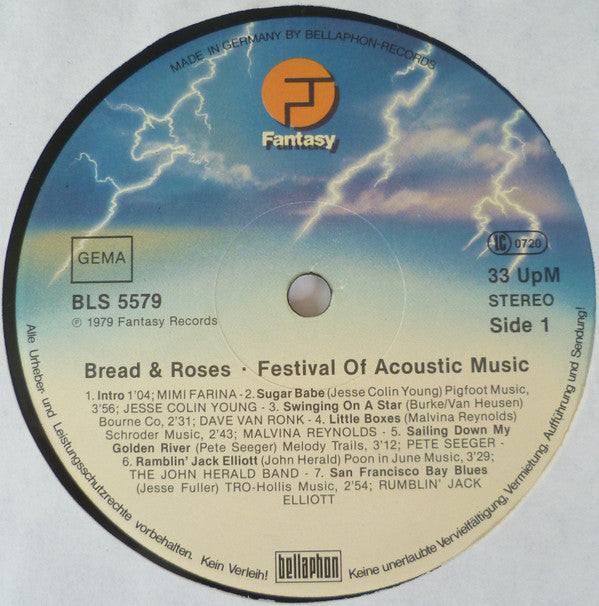 MADE IN GERMANY BY BELLAPHON-RECORDS
Fantasy
GEMA
LC 0720
BLS 5579
33 UpM
STEREO
℗ 1979 Fantasy Records
Side 1
Bread & Roses · Festival Of Acoustic Music
1. Intro 1'04; MIMI FARINA - 2. Sugar Babe (Jesse Colin Young) Pigfoot Music,
3'56; JESSE COLIN YOUNG - 3. Swinging On A Star (Burke/Van Heusen)
Bourne Co, 2'31; DAVE VAN RONK - 4. Little Boxes (Malvina Reynolds)
Schroder Music, 2'43; MALVINA REYNOLDS - 5. Sailing Down My
Golden River (Pete Seeger) Melody Trails, 3'12; PETE SEEGER -
6. Ramblin' Jack Elliott (John Herald) Poon in June Music, 3'29;
THE JOHN HERALD BAND - 7. San Francisco Bay Blues
(Jesse Fuller) TRO-Hollis Music, 2'54; RUMBLIN' JACK
ELLIOTT
bellaphon
Alle Urheber- und Leistungsschutzrechte vorbehalten. Kein Verleih! Keine unerlaubte Vervielfältigung, Vermietung, Aufführung und Sendung!